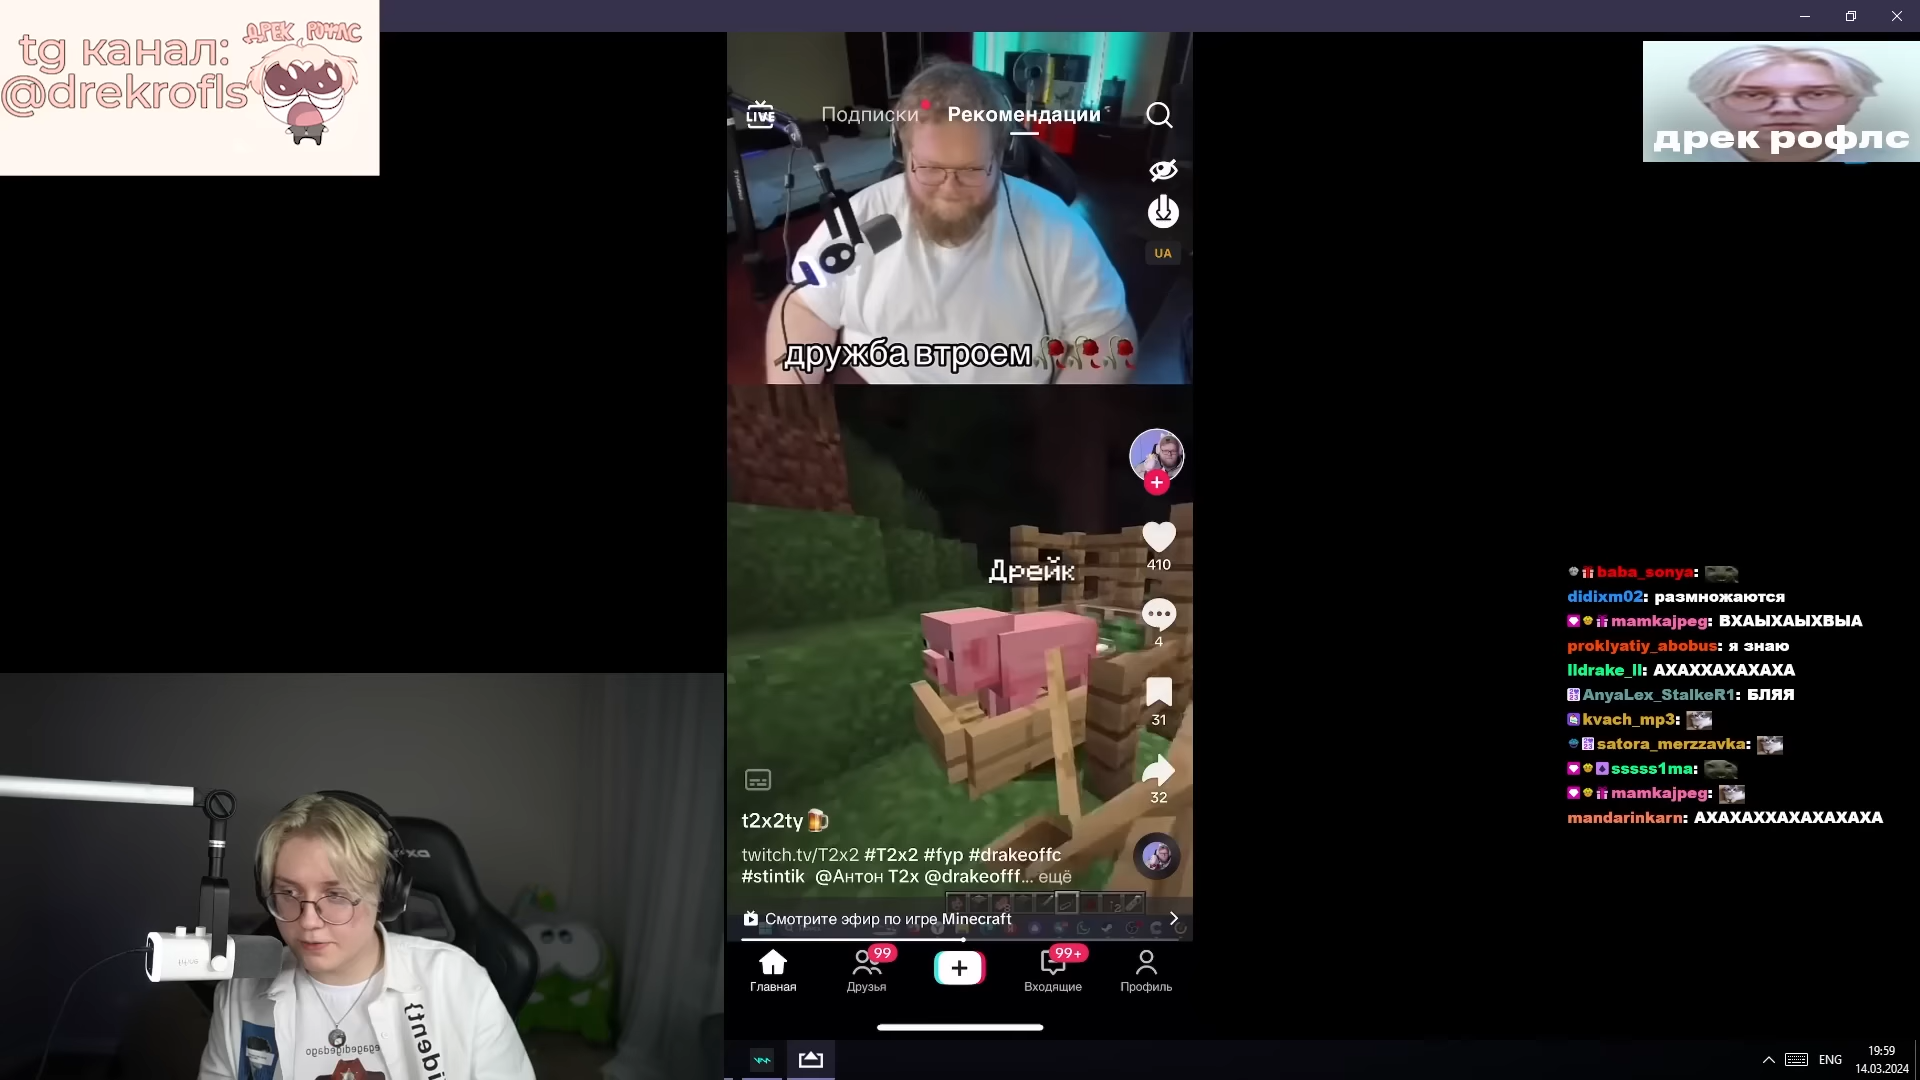 tg канал:
@drekrofls
ДРЕК РОФЛС
LIVE
Подписки
Рекомендации
дрек рофлс
UA
дружба втроем
Дрейк
410
4
31
32
t2x2ty
twitch.tv/T2x2 #T2x2 #fyp #drakeoffc
#stintik @Антон T2x @drakeofff... ещё
Смотрите эфир по игре Minecraft
Главная
99
Друзья
99+
Входящие
Профиль
baba_sonya:
didixm02: размножаются
mamkajpeg: ВХАЫХАЫХВЫА
proklyatiy_abobus: я знаю
lldrake_ll: АХАХХАХАХАХА
AnyaLex_StalkeR1: БЛЯЯ
kvach_mp3:
satora_merzzavka:
sssss1ma:
mamkajpeg:
mandarinkarn: АХАХАХХАХАХАХАХА
ENG
19:59
14.03.2024